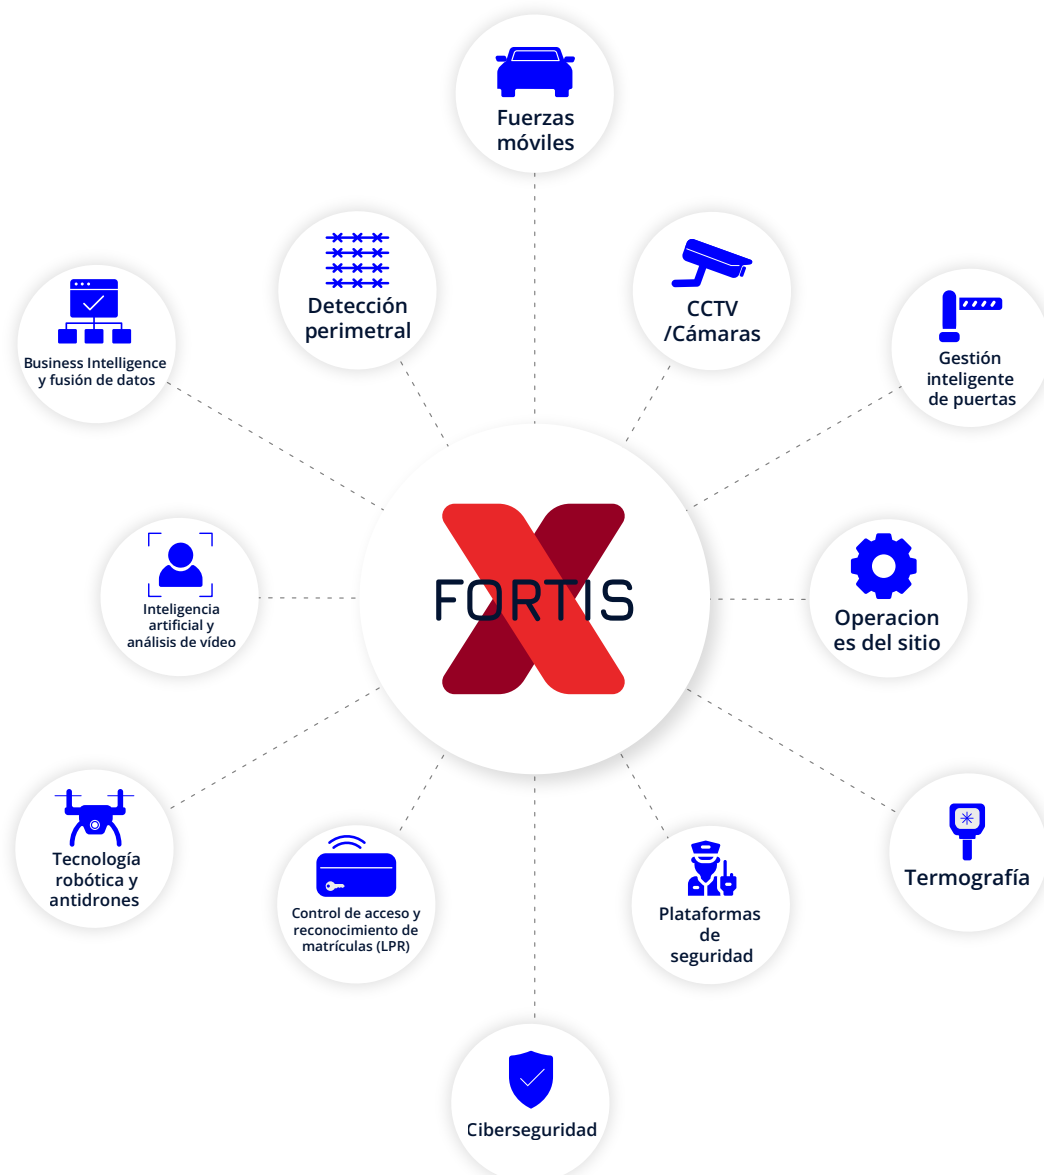 Fuerzas
móviles
Detección
perimetral
CCTV
/Cámaras
Business Intelligence
y fusión de datos
Gestión
inteligente
de puertas
Inteligencia
artificial y
análisis de vídeo
FORTIS
Operacion
es del sitio
Tecnología
robótica y
antidrones
Control de acceso y
reconocimiento de
matrículas (LPR)
Plataformas
de
seguridad
Termografía
Ciberseguridad